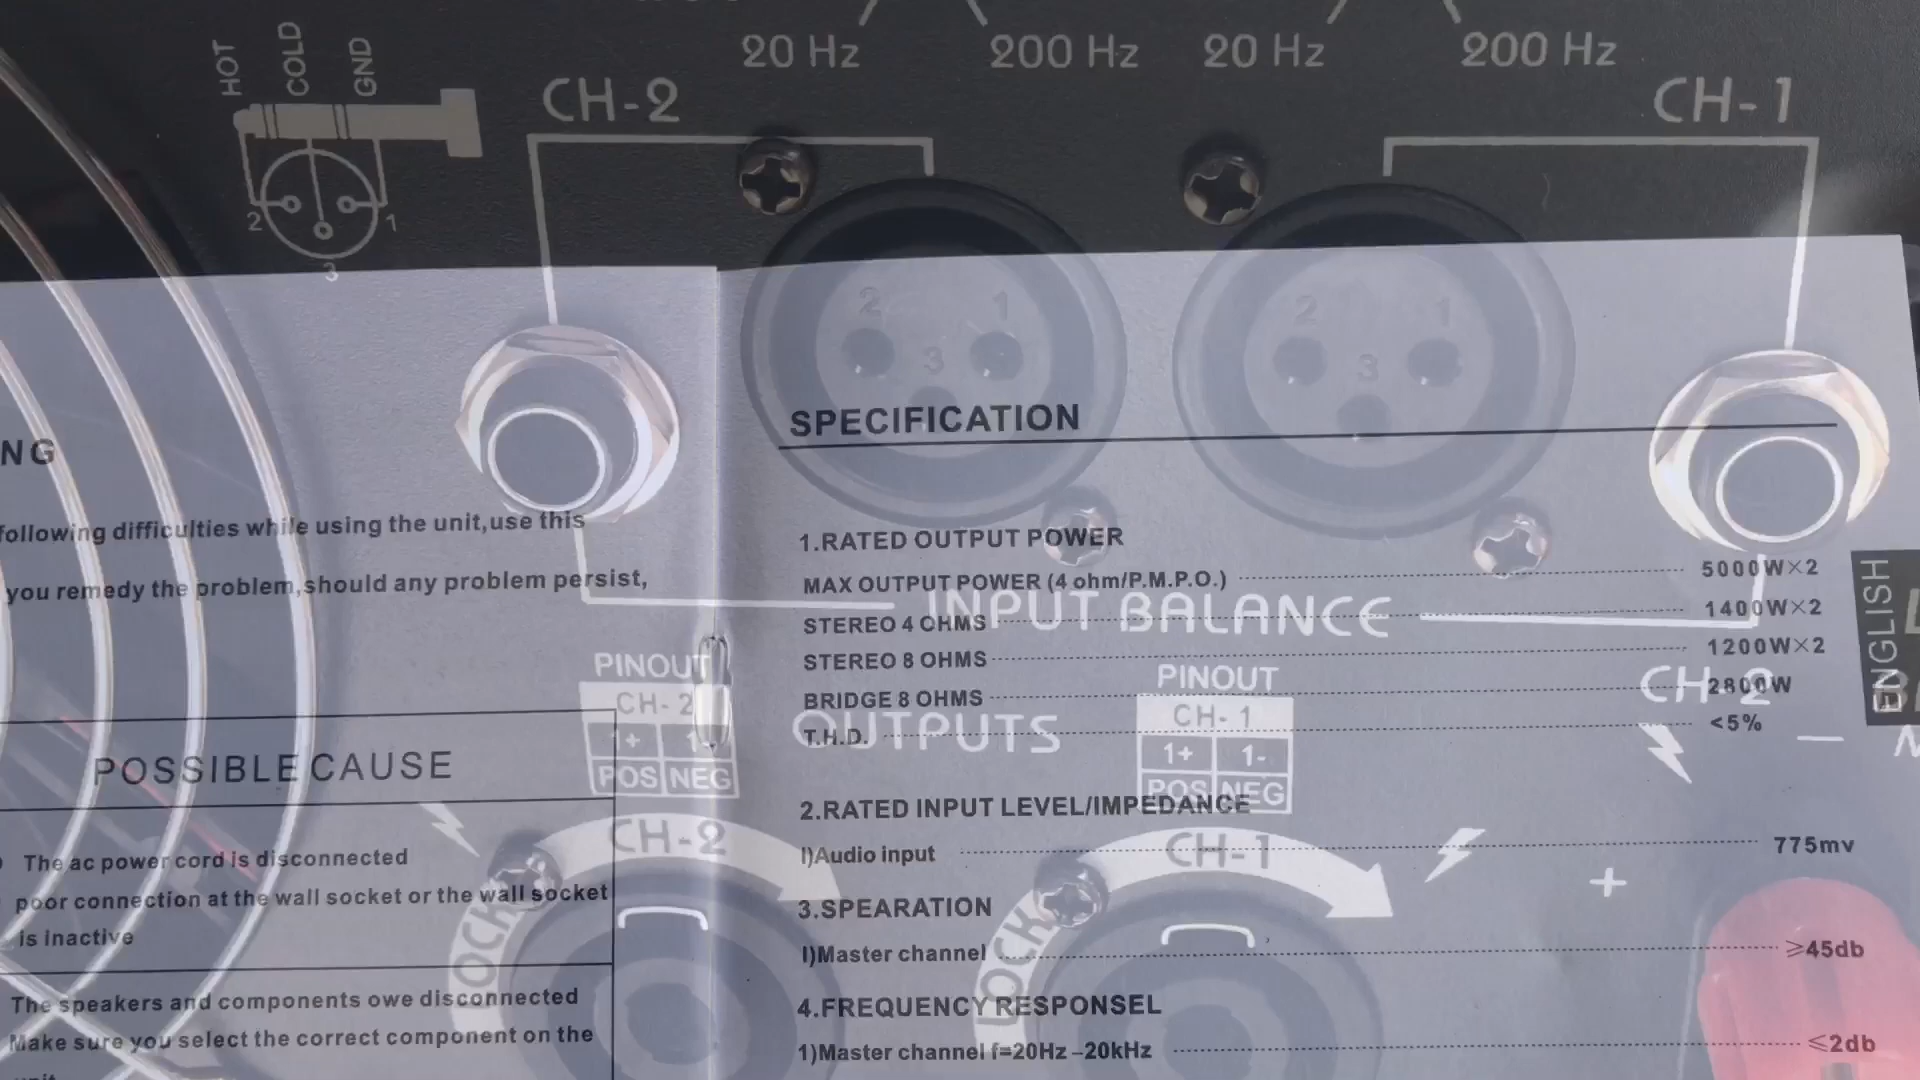 20 Hz 200 Hz 20 Hz 200 Hz
HOT COLD GND
CH-2 CH-1
2 1
3
2 1
3
2 1
3
NG
following difficulties while using the unit,use this
you remedy the problem,should any problem persist,
POSSIBLE CAUSE
The ac power cord is disconnected
poor connection at the wall socket or the wall socket
is inactive
The speakers and components owe disconnected
Make sure you select the correct component on the
unit
SPECIFICATION
1.RATED OUTPUT POWER
MAX OUTPUT POWER (4 ohm/P.M.P.O.) 5000W×2
STEREO 4 OHMS 1400W×2
STEREO 8 OHMS 1200W×2
BRIDGE 8 OHMS 2800W
T.H.D. <5%
2.RATED INPUT LEVEL/IMPEDANCE
I)Audio input 775mv
3.SPEARATION
I)Master channel ≥45db
4.FREQUENCY RESPONSEL
1)Master channel f=20Hz –20kHz ≤2db
ENGLISH
INPUT BALANCE
PINOUT
CH-2
1+ 1-
POS NEG
OUTPUTS
PINOUT
CH-1
1+ 1-
POS NEG
CH-2
CH-2
LOCK
CH-1
LOCK
— +